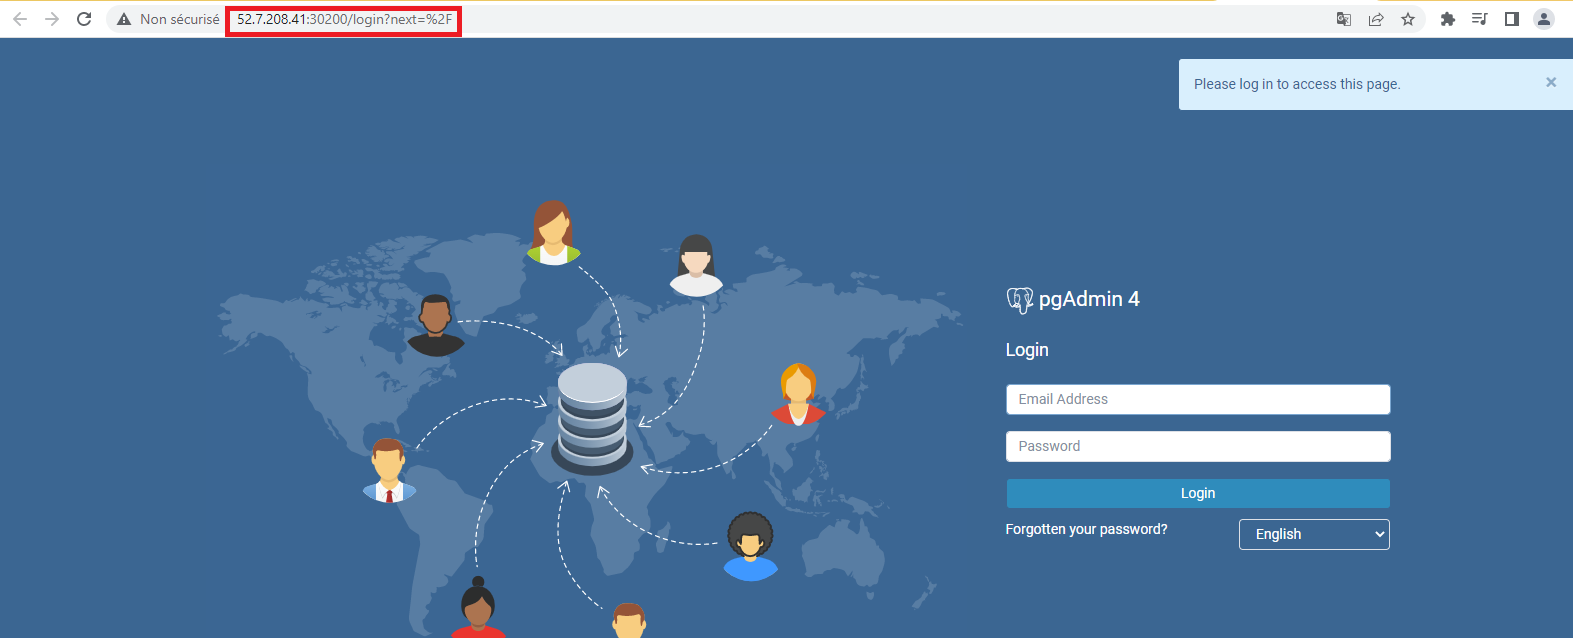 Non sécurisé 52.7.208.41:30200/login?next=%2F
Please log in to access this page.
pgAdmin 4
Login
Email Address
Password
Login
Forgotten your password?
English